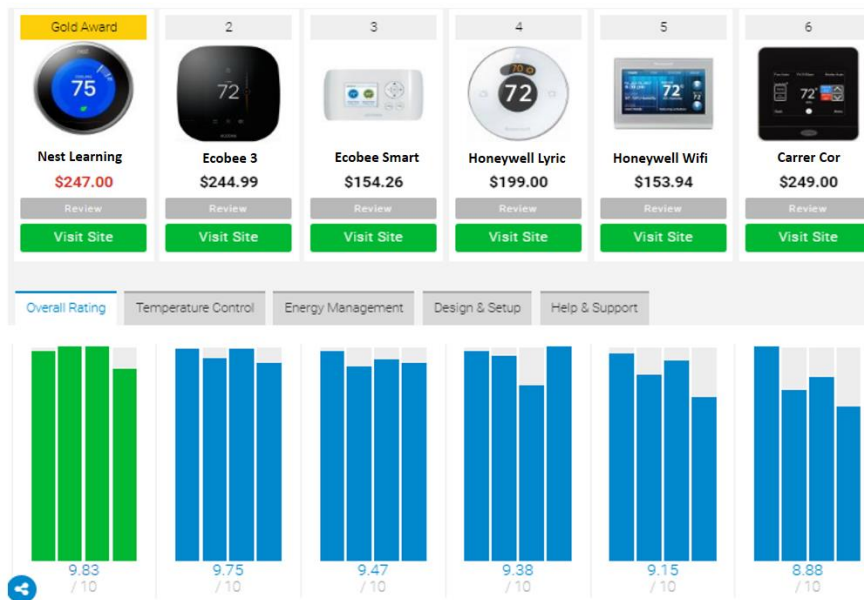 Gold Award
2
3
4
5
6
75
72
72
72
72°
72°
Nest Learning
Ecobee 3
Ecobee Smart
Honeywell Lyric
Honeywell Wifi
Carrer Cor
$247.00
$244.99
$154.26
$199.00
$153.94
$249.00
Review
Review
Review
Review
Review
Review
Visit Site
Visit Site
Visit Site
Visit Site
Visit Site
Visit Site
Overall Rating
Temperature Control
Energy Management
Design & Setup
Help & Support
9.83
9.75
9.47
9.38
9.15
8.88
/ 10
/ 10
/ 10
/ 10
/ 10
/ 10